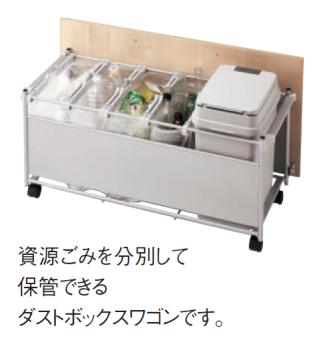 資源ごみを分別して
保管できる
ダストボックスワゴンです。